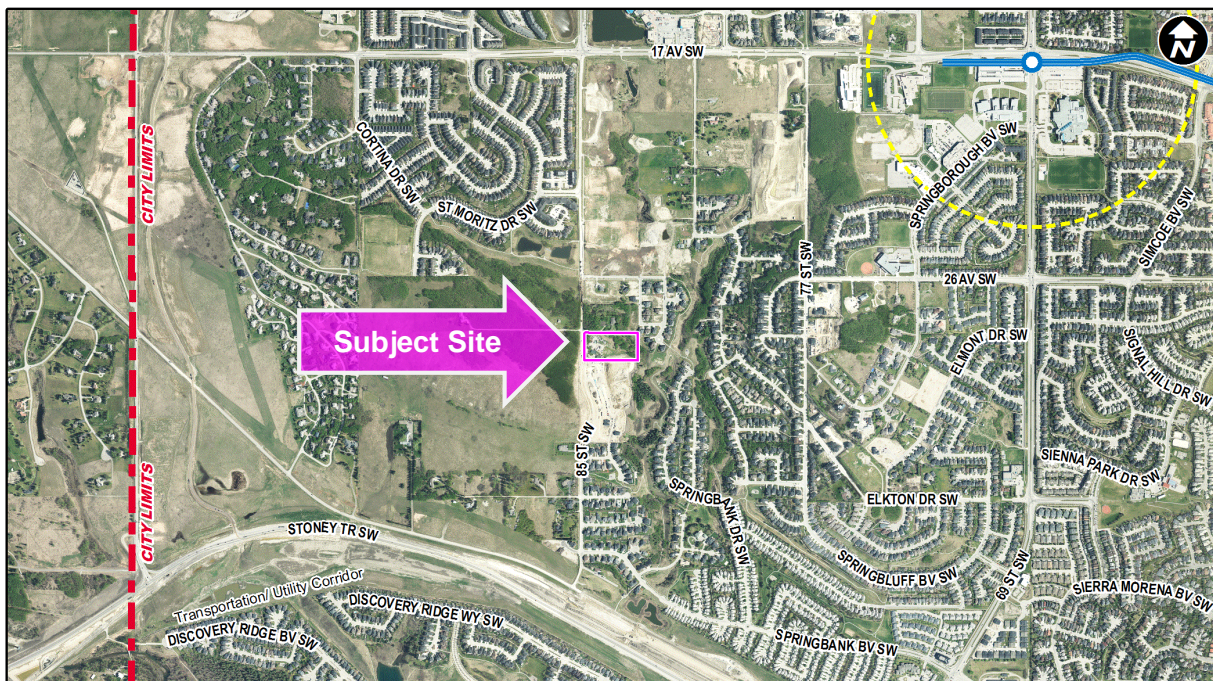 17 AV SW
N
CITY LIMITS
CORTINA DR SW
ST MORITZ DR SW
SPRINGBOROUGH BV SW
SIMCOE BV SW
77 ST SW
26 AV SW
Subject Site
ELMONT DR SW
SIGNAL HILL DR SW
85 ST SW
SIENNA PARK DR SW
CITY LIMITS
SPRINGBANK DR SW
ELKTON DR SW
STONEY TR SW
SPRINGBLUFF BV SW
69 ST SW
SIERRA MORENA BV SW
Transportation/ Utility Corridor
DISCOVERY RIDGE WY SW
DISCOVERY RIDGE BV SW
SPRINGBANK BV SW